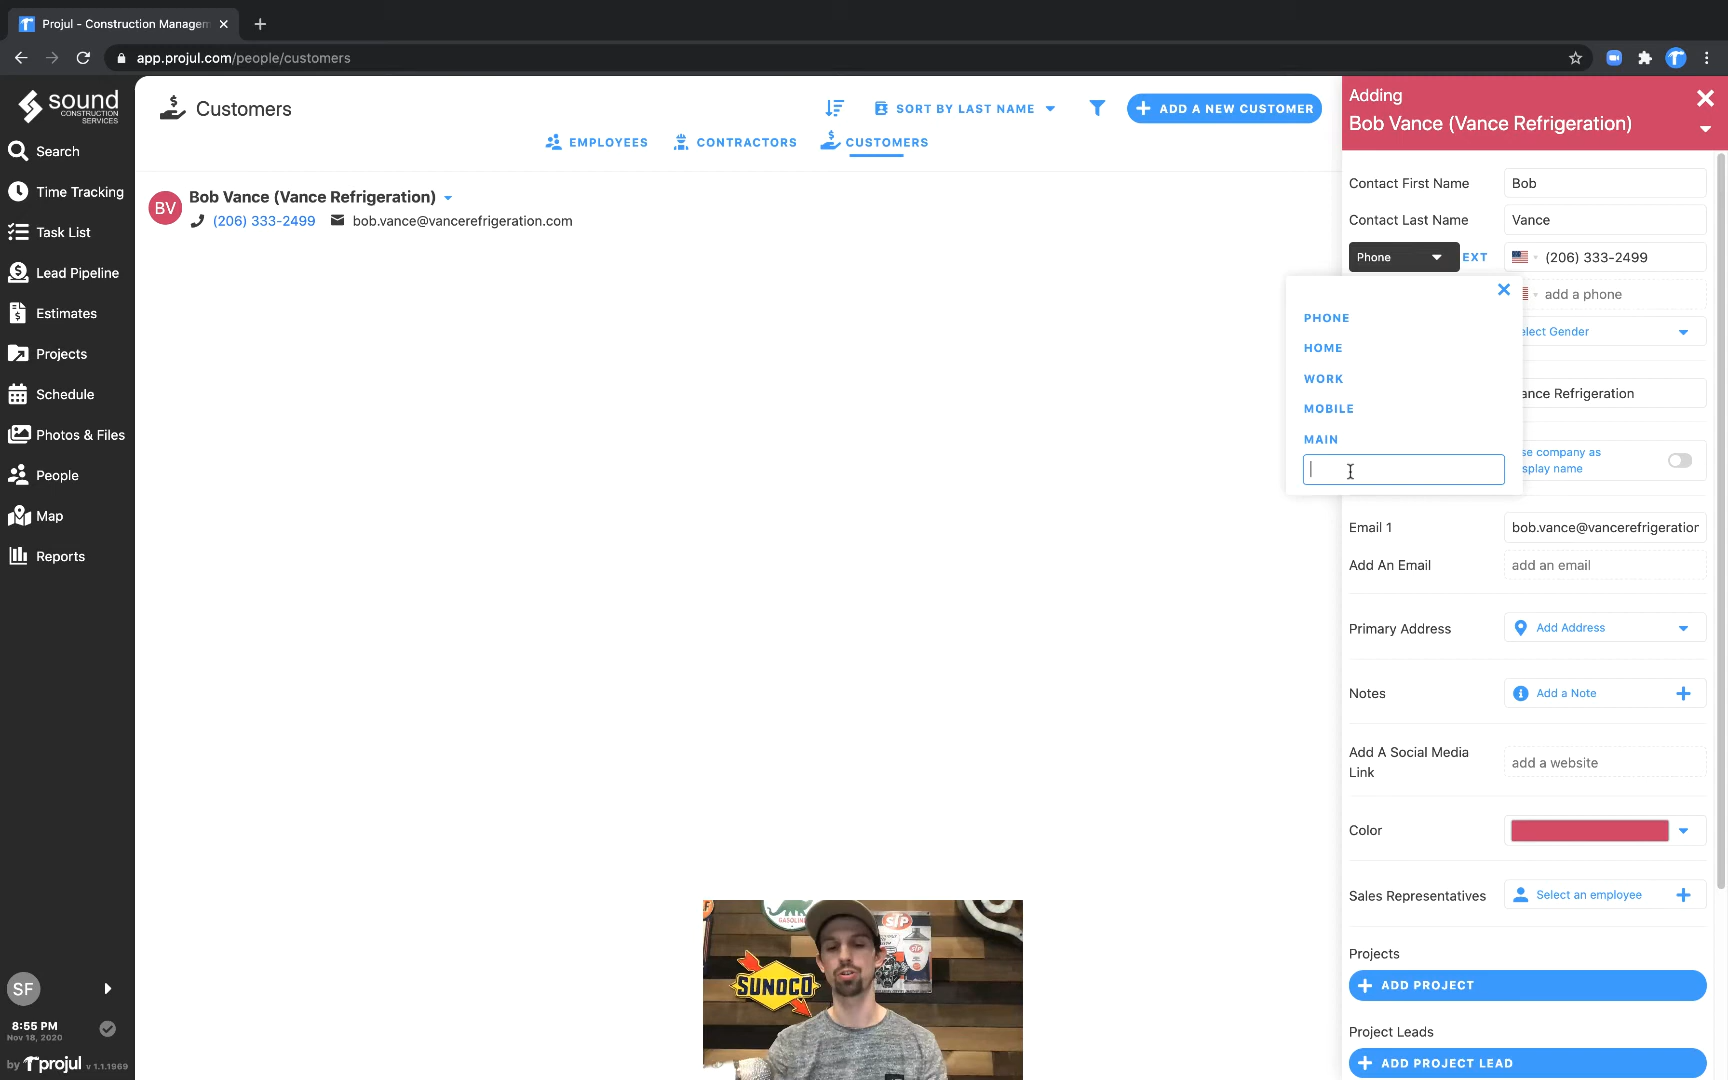 Projul - Construction Managem
app.projul.com/people/customers
sound
CONSTRUCTION
SERVICES
Search
Time Tracking
Task List
Lead Pipeline
Estimates
Projects
Schedule
Photos & Files
People
Map
Reports
SF
8:55 PM
Nov 18, 2020
by projul v 1.1.1969
Customers
SORT BY LAST NAME
ADD A NEW CUSTOMER
EMPLOYEES
CONTRACTORS
CUSTOMERS
BV
Bob Vance (Vance Refrigeration)
(206) 333-2499 bob.vance@vancerefrigeration.com
Adding
Bob Vance (Vance Refrigeration)
Contact First Name Bob
Contact Last Name Vance
Phone EXT (206) 333-2499
add a phone
PHONE
HOME
WORK
MOBILE
MAIN
elect Gender
ance Refrigeration
se company as
splay name
Email 1 bob.vance@vancerefrigeration
Add An Email add an email
Primary Address Add Address
Notes Add a Note
Add A Social Media
Link
add a website
Color
Sales Representatives Select an employee
Projects
ADD PROJECT
Project Leads
ADD PROJECT LEAD
GASOLINE
STP
STP
SUNOCO